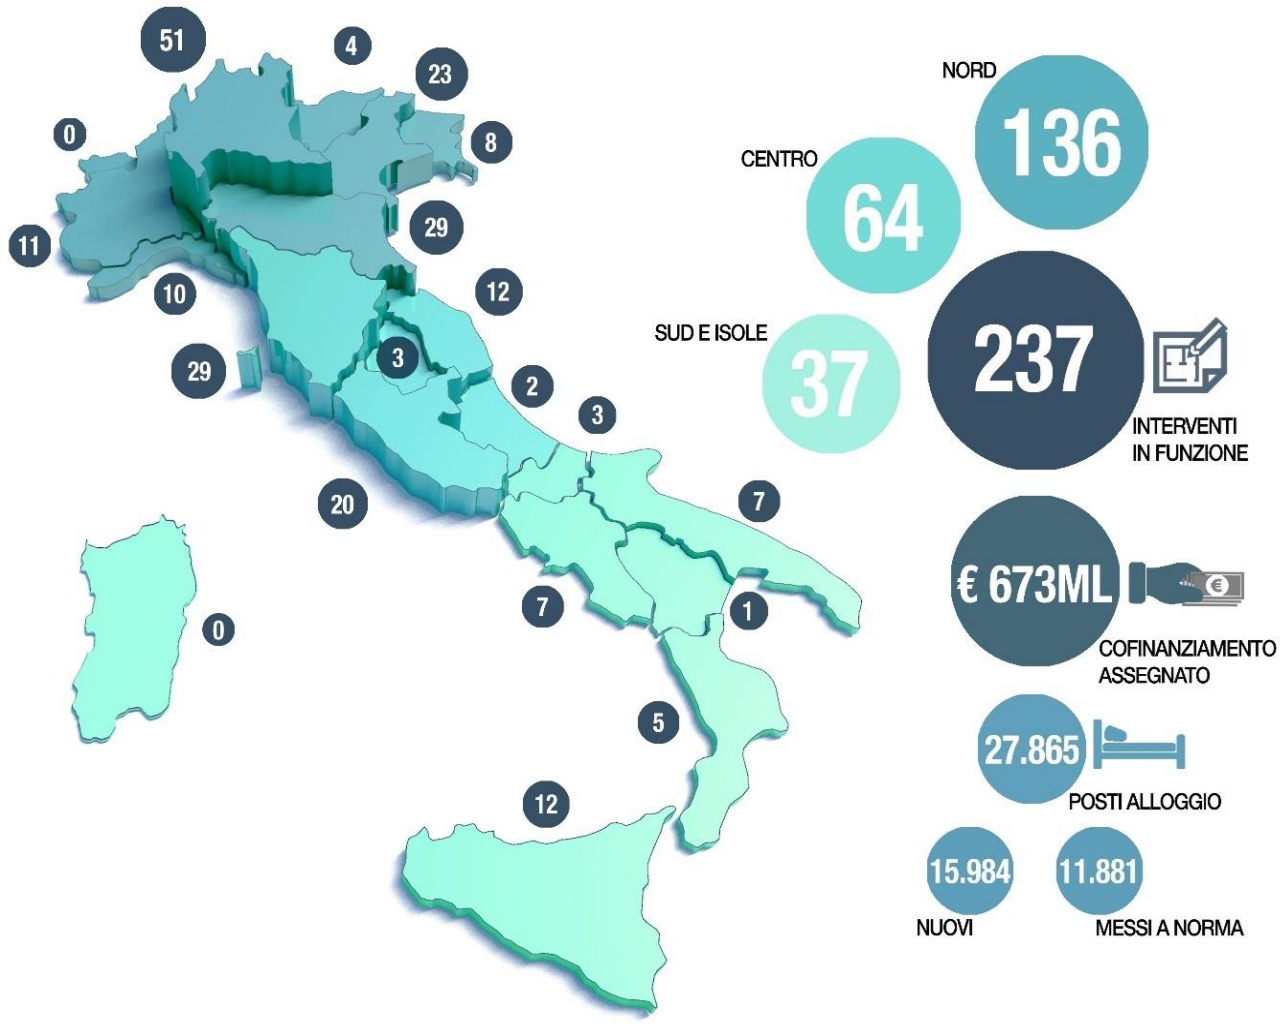 51
4
23
0
8
11
29
10
12
29
3
2
3
20
7
7
1
0
5
12
NORD
136
CENTRO
64
SUD E ISOLE
37
237
INTERVENTI
IN FUNZIONE
€ 673ML
€
COFINANZIAMENTO
ASSEGNATO
27.865
POSTI ALLOGGIO
15.984
NUOVI
11.881
MESSI A NORMA